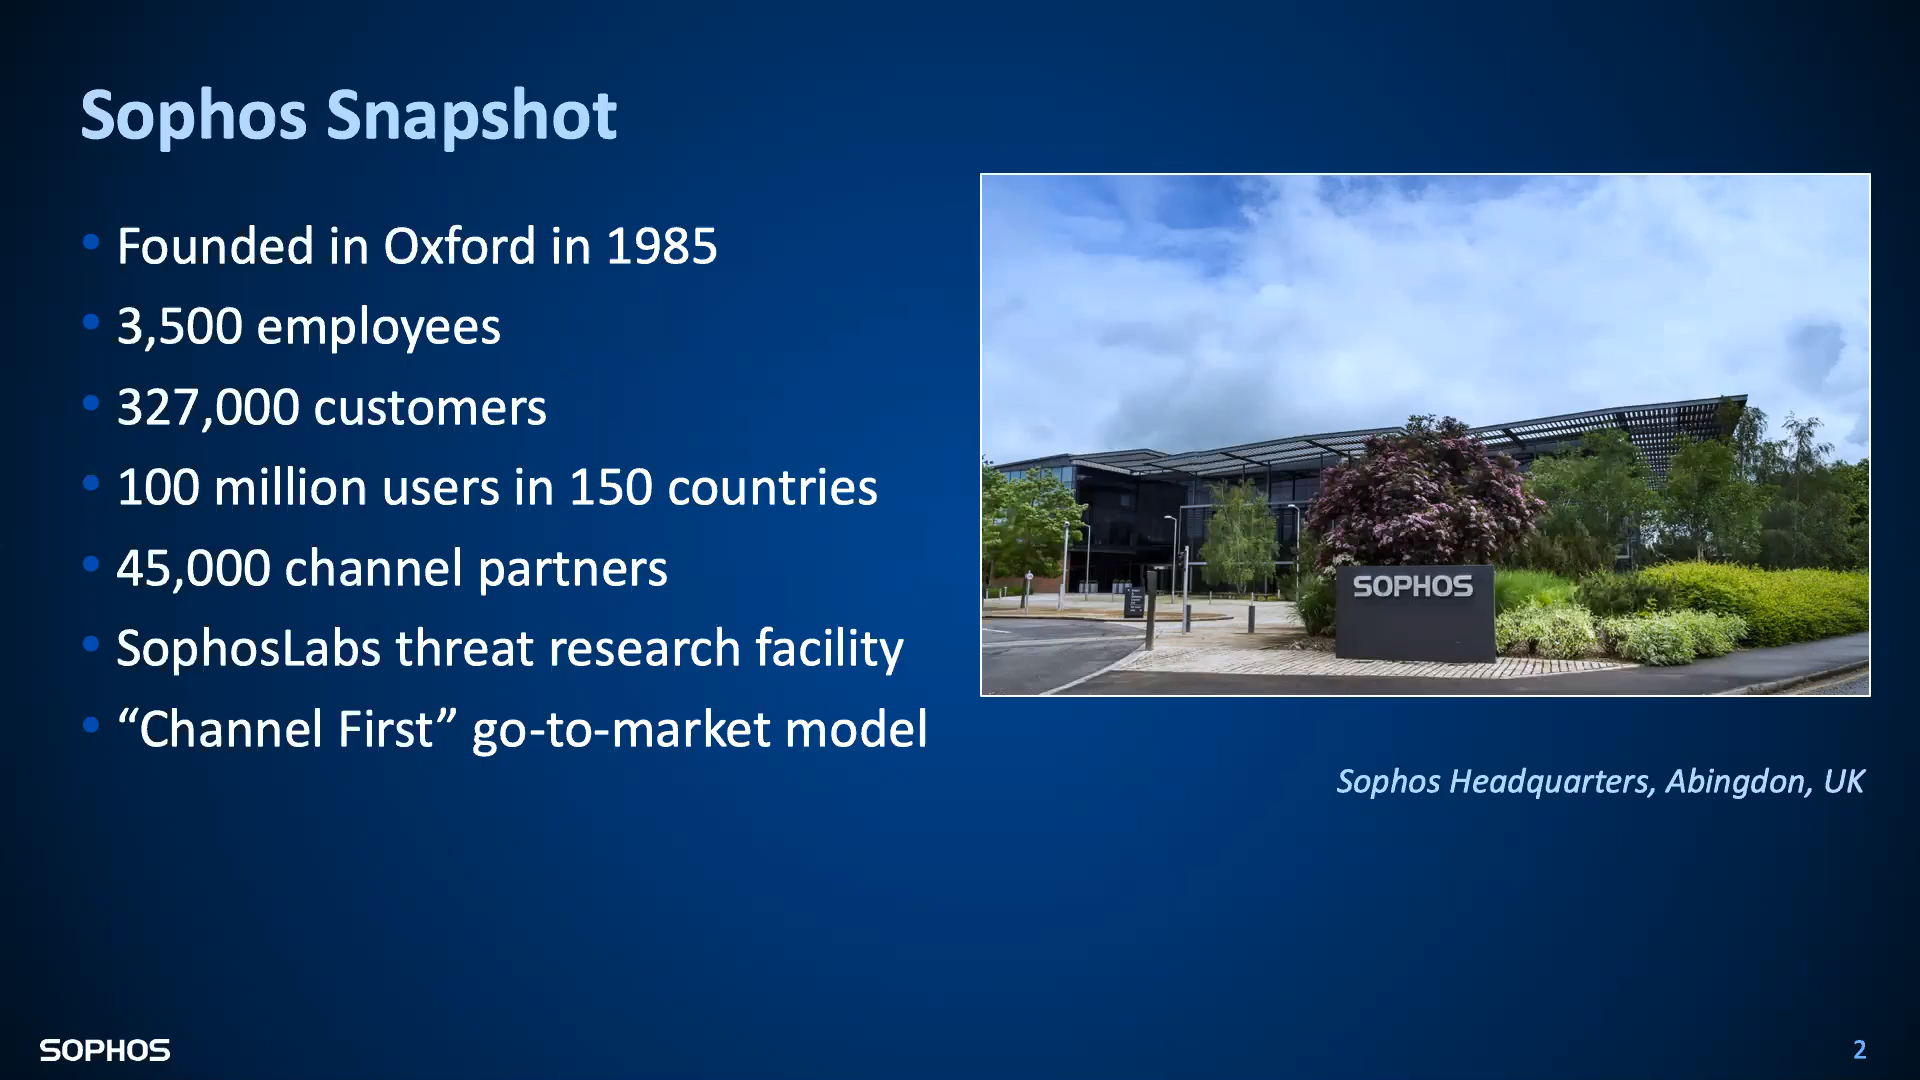 Sophos Snapshot
• Founded in Oxford in 1985
• 3,500 employees
• 327,000 customers
• 100 million users in 150 countries
• 45,000 channel partners
• SophosLabs threat research facility
• “Channel First” go-to-market model
SOPHOS
Sophos Headquarters, Abingdon, UK
SOPHOS
2